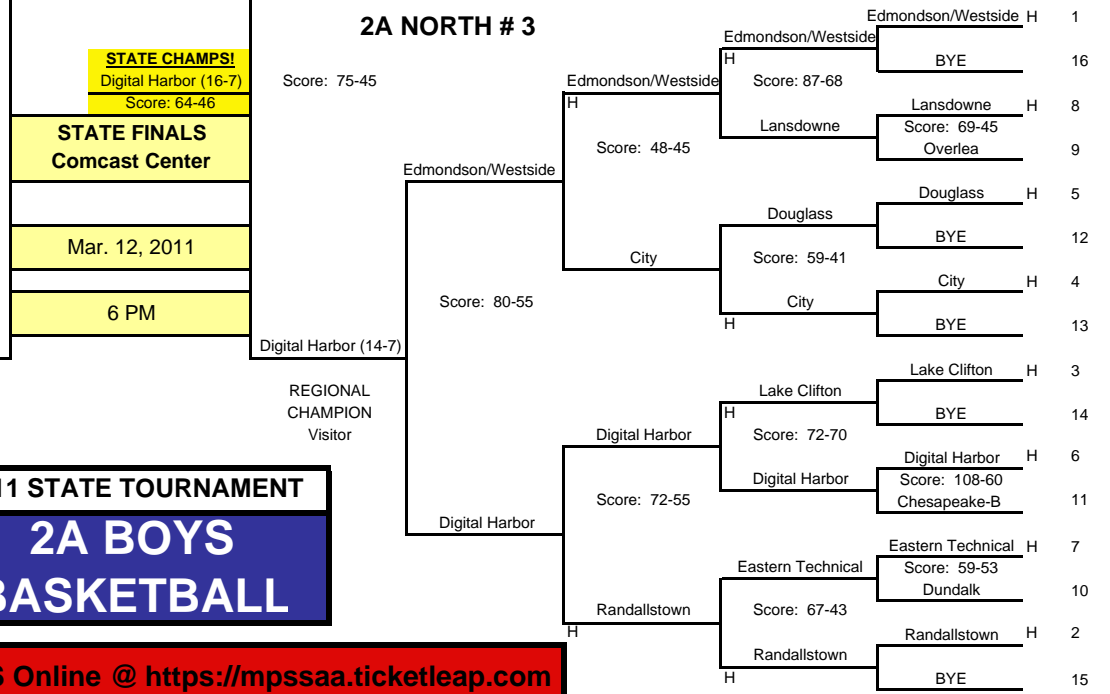 2A NORTH # 3
STATE CHAMPS!
Digital Harbor (16-7)
Score: 64-46
STATE FINALS
Comcast Center
Mar. 12, 2011
6 PM
Score: 75-45
Digital Harbor (14-7)
REGIONAL
CHAMPION
Visitor
Edmondson/Westside
Score: 80-55
Digital Harbor
Edmondson/Westside
H
Score: 48-45
City
Digital Harbor
Score: 72-55
Randallstown
H
Edmondson/Westside
H
Score: 87-68
Lansdowne
Douglass
Score: 59-41
City
H
Lake Clifton
H
Score: 72-70
Digital Harbor
Eastern Technical
Score: 67-43
Randallstown
H
Edmondson/Westside H 1
BYE 16
Lansdowne H 8
Score: 69-45
Overlea 9
Douglass H 5
BYE 12
City H 4
BYE 13
Lake Clifton H 3
BYE 14
Digital Harbor H 6
Score: 108-60
Chesapeake-B 11
Eastern Technical H 7
Score: 59-53
Dundalk 10
Randallstown H 2
BYE 15
11 STATE TOURNAMENT
2A BOYS
BASKETBALL
S Online @ https://mpssaa.ticketleap.com